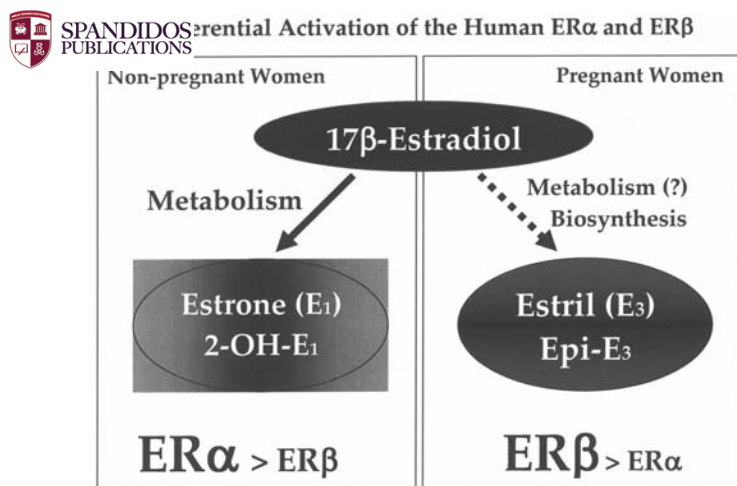 SPANDIDOS
PUBLICATIONS
erential Activation of the Human ERα and ERβ
Non-pregnant Women
Pregnant Women
17β-Estradiol
Metabolism
Metabolism (?)
Biosynthesis
Estrone (E₁)
2-OH-E₁
Estril (E₃)
Epi-E₃
ERα > ERβ
ERβ > ERα